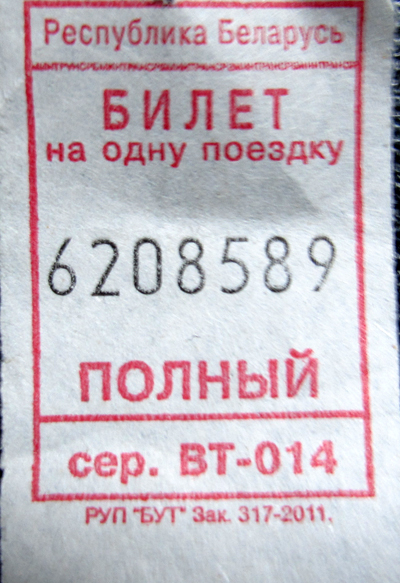 Республика Беларусь
БИЛЕТ
на одну поездку
6208589
ПОЛНЫЙ
сер. ВТ-014
РУП "БУТ" Зак. 317-2011,